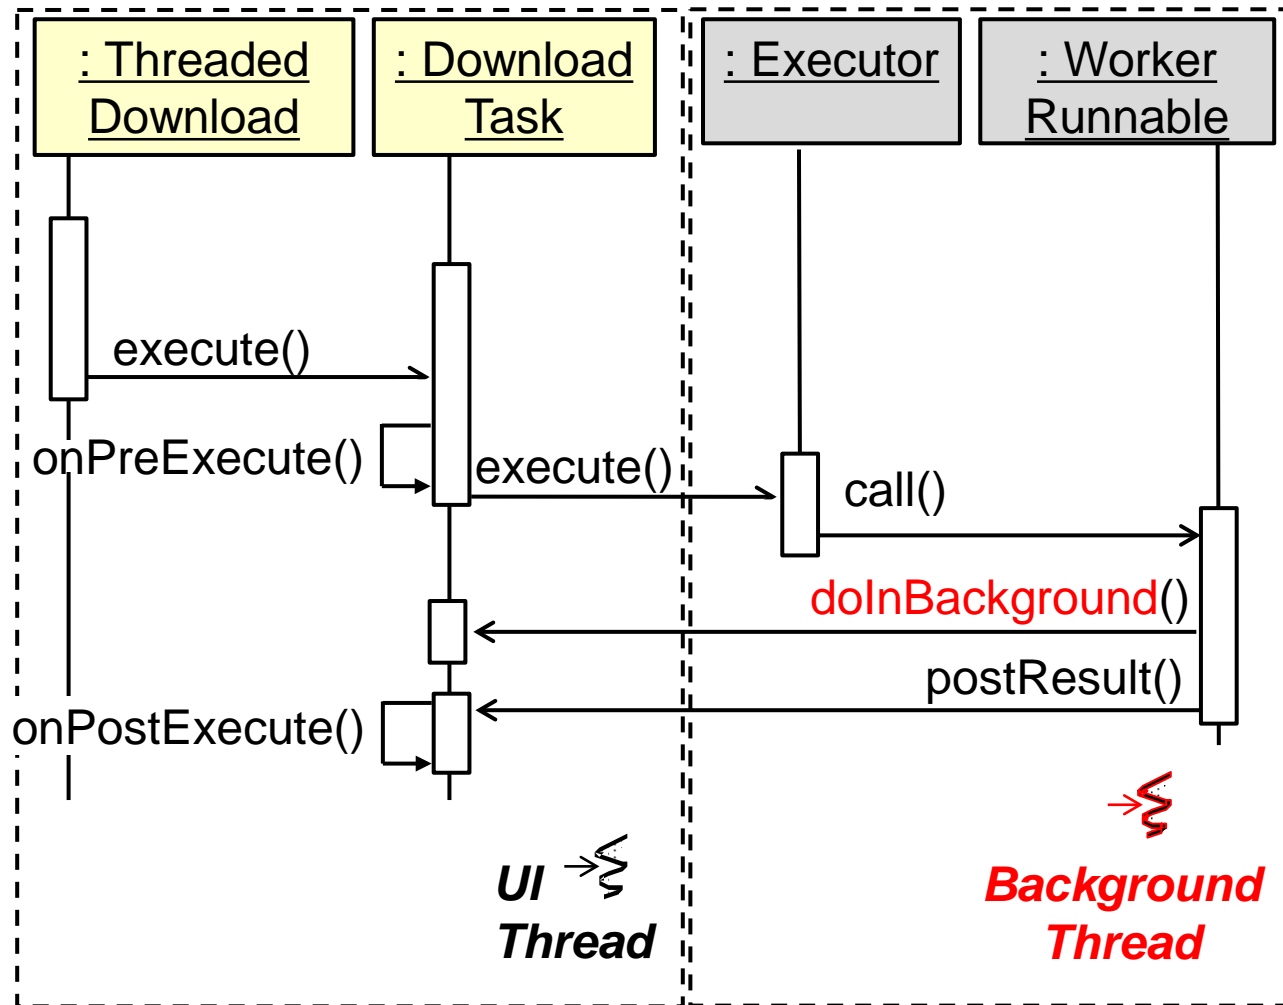 : Threaded
Download
: Download
Task
: Executor
: Worker
Runnable
execute()
onPreExecute()
execute()
call()
doInBackground()
postResult()
onPostExecute()
UI
Thread
Background
Thread